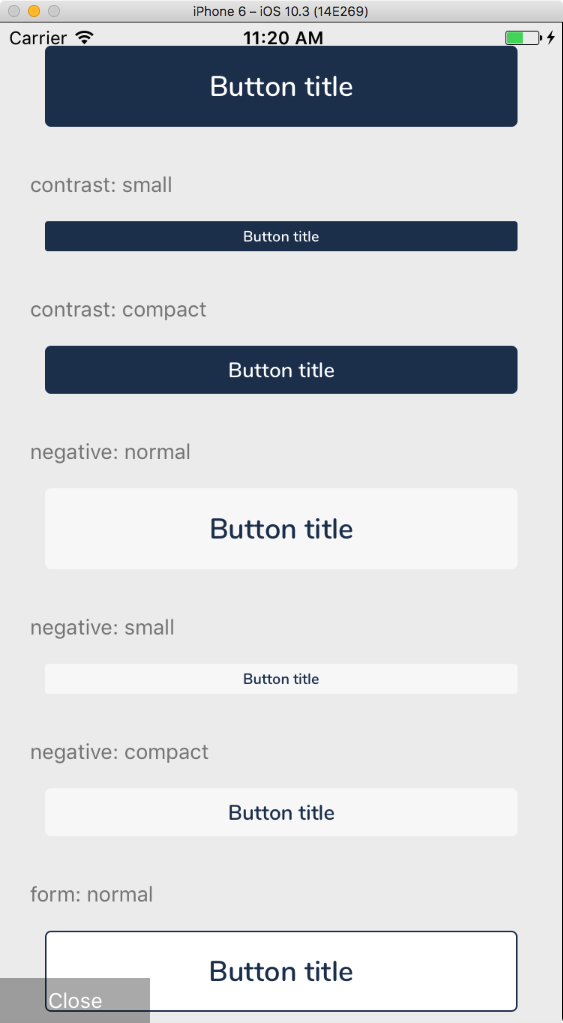 iPhone 6 – iOS 10.3 (14E269)
Carrier 11:20 AM
Button title
contrast: small
Button title
contrast: compact
Button title
negative: normal
Button title
negative: small
Button title
negative: compact
Button title
form: normal
Button title
Close